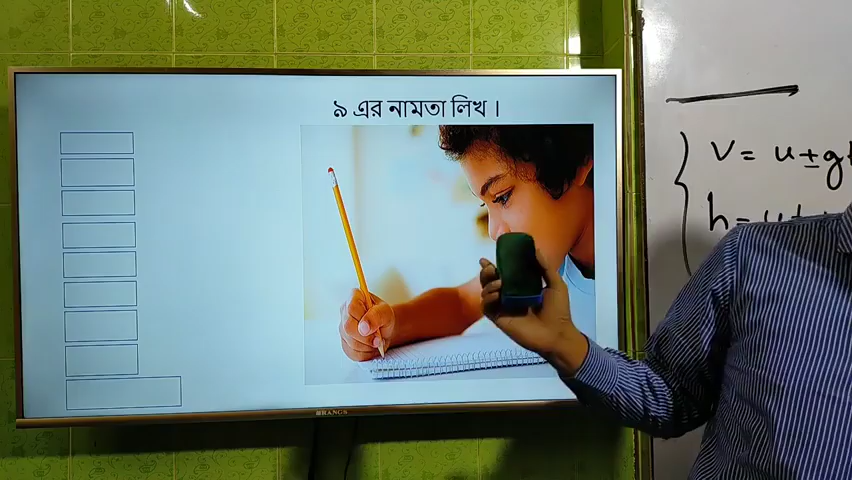 ৯ এর নামতা লিখ ।
v = u ± g
h = u
BRANGS